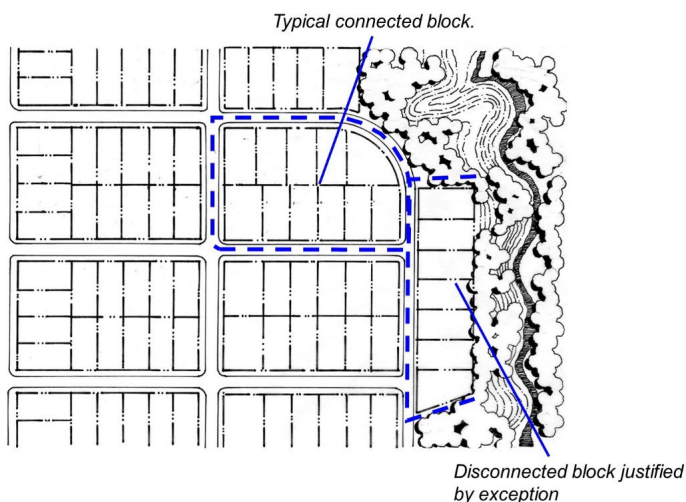 Typical connected block.
Disconnected block justified
by exception